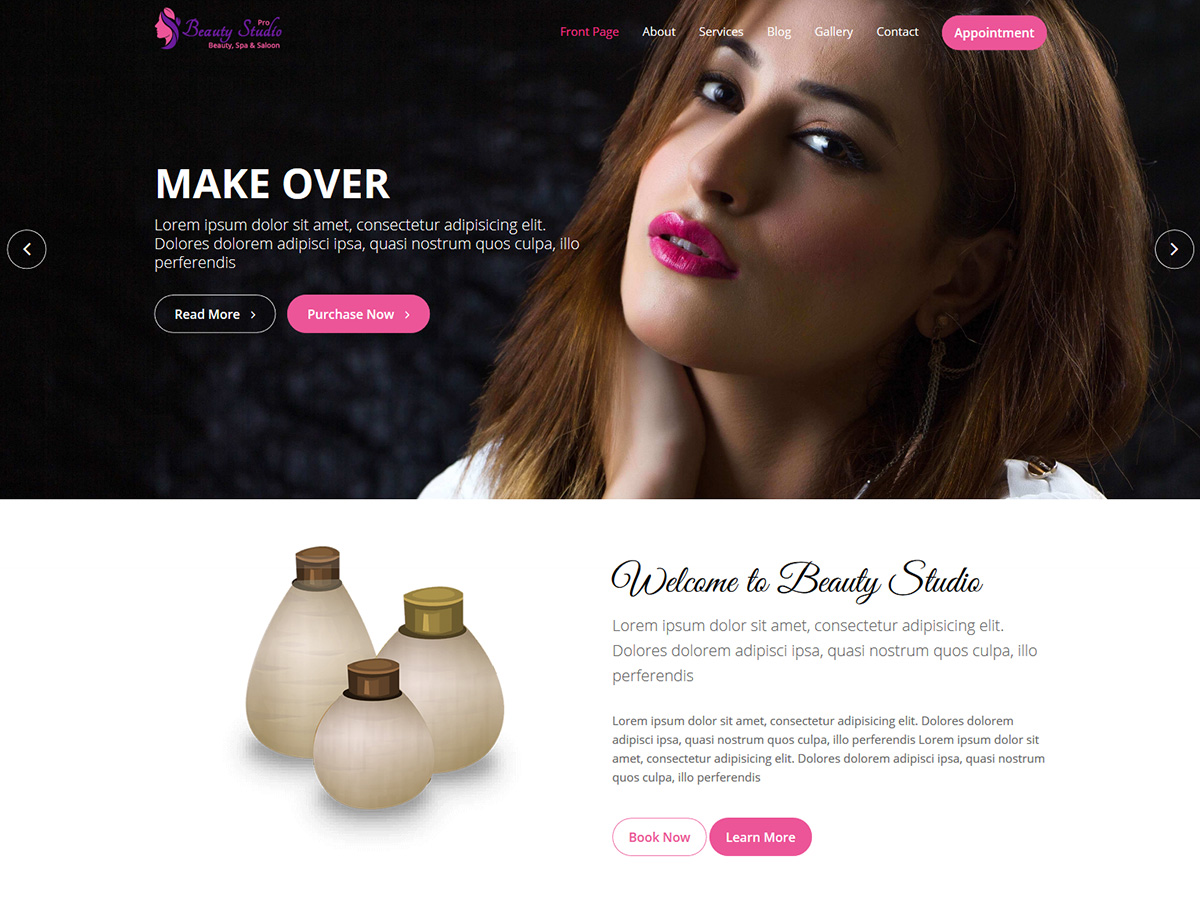 Pro
Beauty Studio
Beauty, Spa & Saloon
Front Page About Services Blog Gallery Contact Appointment
MAKE OVER
Lorem ipsum dolor sit amet, consectetur adipisicing elit.
Dolores dolorem adipisci ipsa, quasi nostrum quos culpa, illo
perferendis
Read More Purchase Now
Welcome to Beauty Studio
Lorem ipsum dolor sit amet, consectetur adipisicing elit.
Dolores dolorem adipisci ipsa, quasi nostrum quos culpa, illo
perferendis
Lorem ipsum dolor sit amet, consectetur adipisicing elit. Dolores dolorem
adipisci ipsa, quasi nostrum quos culpa, illo perferendis Lorem ipsum dolor sit
amet, consectetur adipisicing elit. Dolores dolorem adipisci ipsa, quasi nostrum
quos culpa, illo perferendis
Book Now Learn More